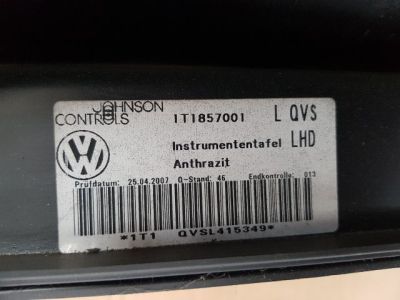 JOHNSON
CONTROLS
1T1857001 L QVS
Instrumententafel LHD
Anthrazit
Prüfdatum: 25.04.2007 Q-Stand: 46 Endkontrolle: 013
*1T1 QVSL415349*